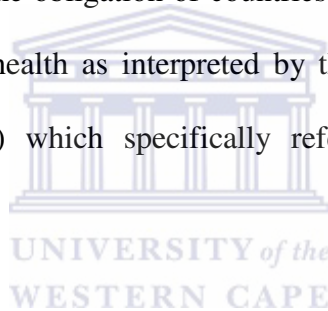 obligation of countries
health as interpreted by t
) which specifically refe
UNIVERSITY of the
WESTERN CAPE